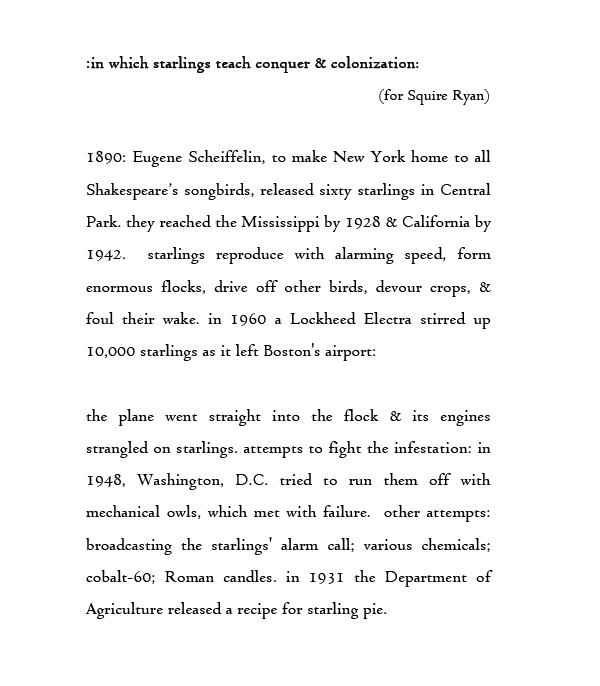 :in which starlings teach conquer & colonization:
(for Squire Ryan)
1890: Eugene Scheiffelin, to make New York home to all
Shakespeare’s songbirds, released sixty starlings in Central
Park. they reached the Mississippi by 1928 & California by
1942.  starlings reproduce with alarming speed, form
enormous flocks, drive off other birds, devour crops, &
foul their wake. in 1960 a Lockheed Electra stirred up
10,000 starlings as it left Boston's airport:
the plane went straight into the flock & its engines
strangled on starlings. attempts to fight the infestation: in
1948, Washington, D.C. tried to run them off with
mechanical owls, which met with failure.  other attempts:
broadcasting the starlings' alarm call; various chemicals;
cobalt-60; Roman candles. in 1931 the Department of
Agriculture released a recipe for starling pie.